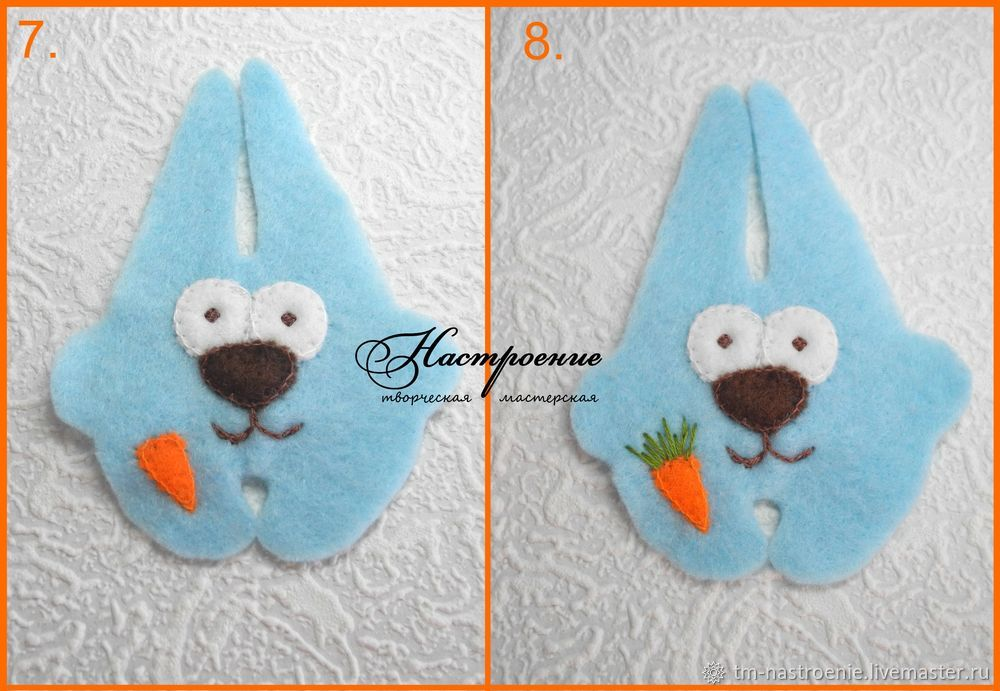 7.
8.
Настроение
творческая мастерская
tm-nastroenie.livemaster.ru